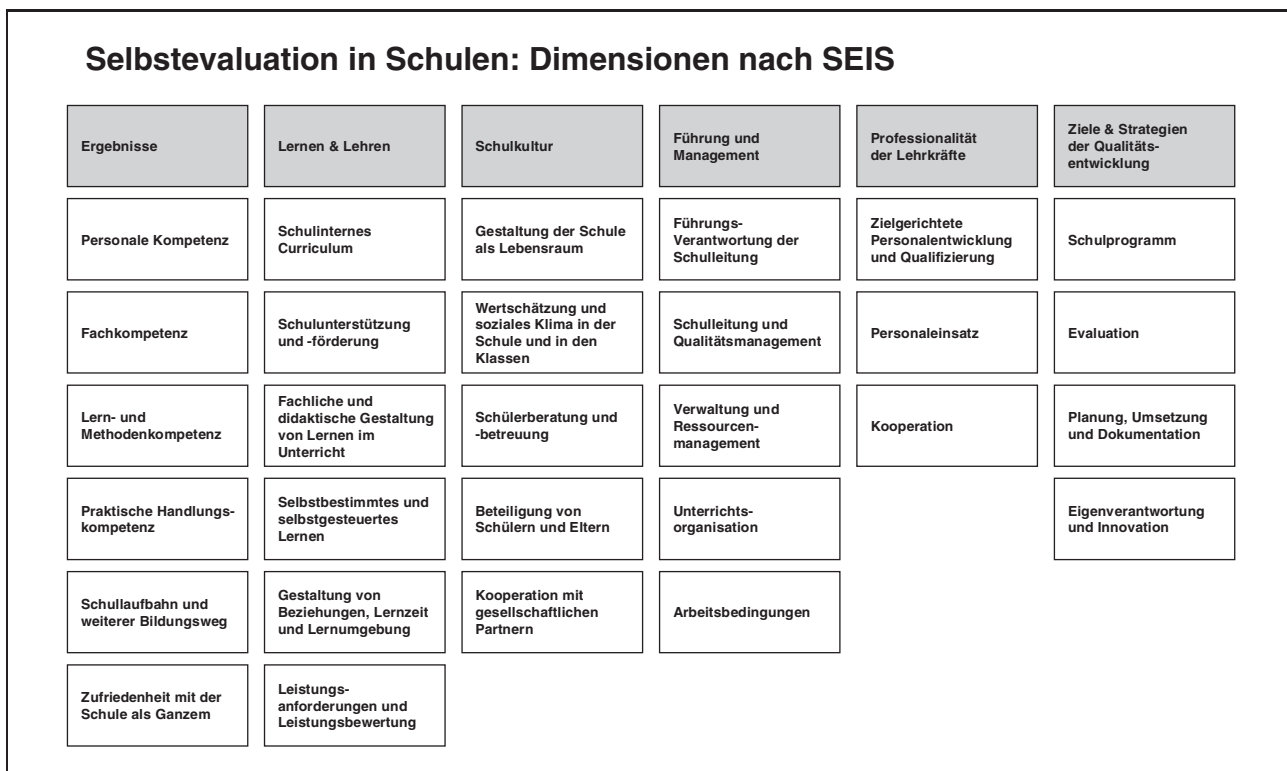 Selbstevaluation in Schulen: Dimensionen nach SEIS
Ergebnisse
Personale Kompetenz
Fachkompetenz
Lern- und
Methodenkompetenz
Praktische Handlungs-
kompetenz
Schullaufbahn und
weiterer Bildungsweg
Zufriedenheit mit der
Schule als Ganzem
Lernen & Lehren
Schulinternes
Curriculum
Schulunterstützung
und -förderung
Fachliche und
didaktische Gestaltung
von Lernen im
Unterricht
Selbstbestimmtes und
selbstgesteuertes
Lernen
Gestaltung von
Beziehungen, Lernzeit
und Lernumgebung
Leistungs-
anforderungen und
Leistungsbewertung
Schulkultur
Gestaltung der Schule
als Lebensraum
Wertschätzung und
soziales Klima in der
Schule und in den
Klassen
Schülerberatung und
-betreuung
Beteiligung von
Schülern und Eltern
Kooperation mit
gesellschaftlichen
Partnern
Führung und
Management
Führungs-
Verantwortung der
Schulleitung
Schulleitung und
Qualitätsmanagement
Verwaltung und
Ressourcen-
management
Unterrichts-
organisation
Arbeitsbedingungen
Professionalität
der Lehrkräfte
Zielgerichtete
Personalentwicklung
und Qualifizierung
Personaleinsatz
Kooperation
Ziele & Strategien
der Qualitäts-
entwicklung
Schulprogramm
Evaluation
Planung, Umsetzung
und Dokumentation
Eigenverantwortung
und Innovation